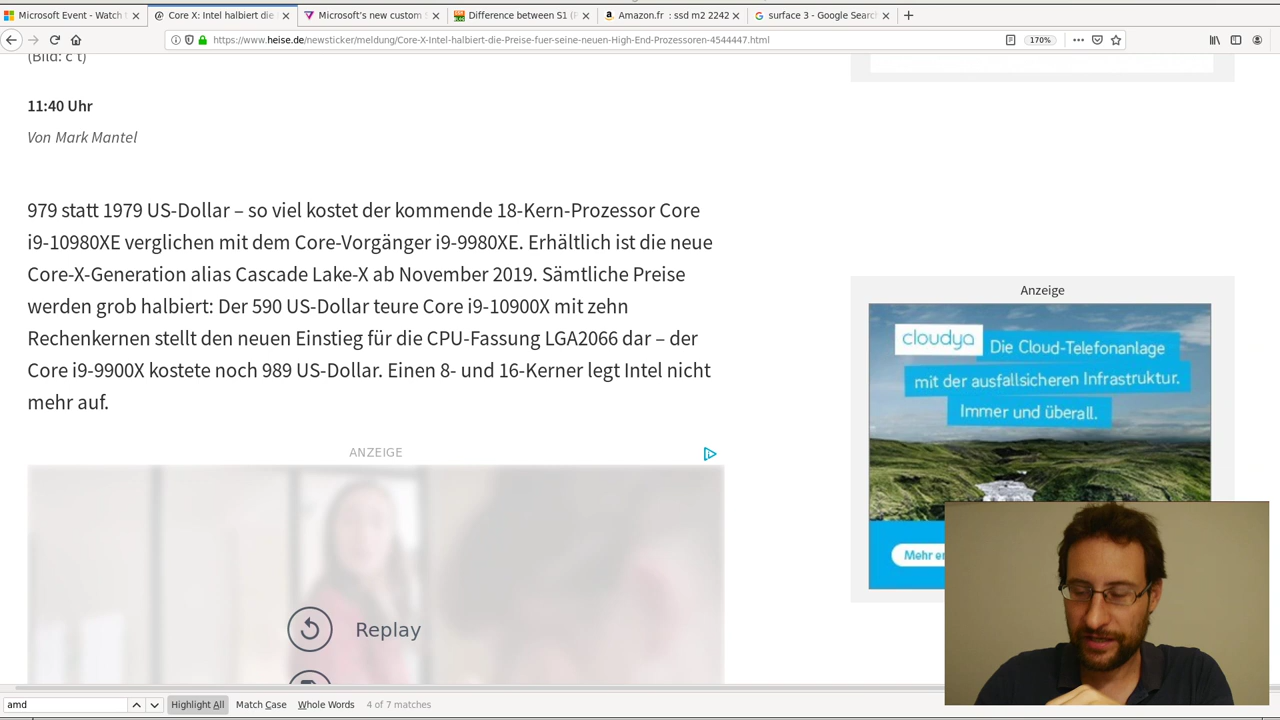 Microsoft Event - Watch
Core X: Intel halbiert die
Microsoft's new custom
Difference between S1 (
Amazon.fr : ssd m2 2242
surface 3 - Google Searc
https://www.heise.de/newsticker/meldung/Core-X-Intel-halbiert-die-Preise-fuer-seine-neuen-High-End-Prozessoren-4544447.html
170%
(Bild: c't)
11:40 Uhr
Von Mark Mantel
979 statt 1979 US-Dollar – so viel kostet der kommende 18-Kern-Prozessor Core
i9-10980XE verglichen mit dem Core-Vorgänger i9-9980XE. Erhältlich ist die neue
Core-X-Generation alias Cascade Lake-X ab November 2019. Sämtliche Preise
werden grob halbiert: Der 590 US-Dollar teure Core i9-10900X mit zehn
Rechenkernen stellt den neuen Einstieg für die CPU-Fassung LGA2066 dar – der
Core i9-9900X kostete noch 989 US-Dollar. Einen 8- und 16-Kerner legt Intel nicht
mehr auf.
ANZEIGE
Replay
Anzeige
cloudya
Die Cloud-Telefonanlage
mit der ausfallsicheren Infrastruktur.
Immer und überall.
Mehr
amd
Highlight All
Match Case
Whole Words
4 of 7 matches